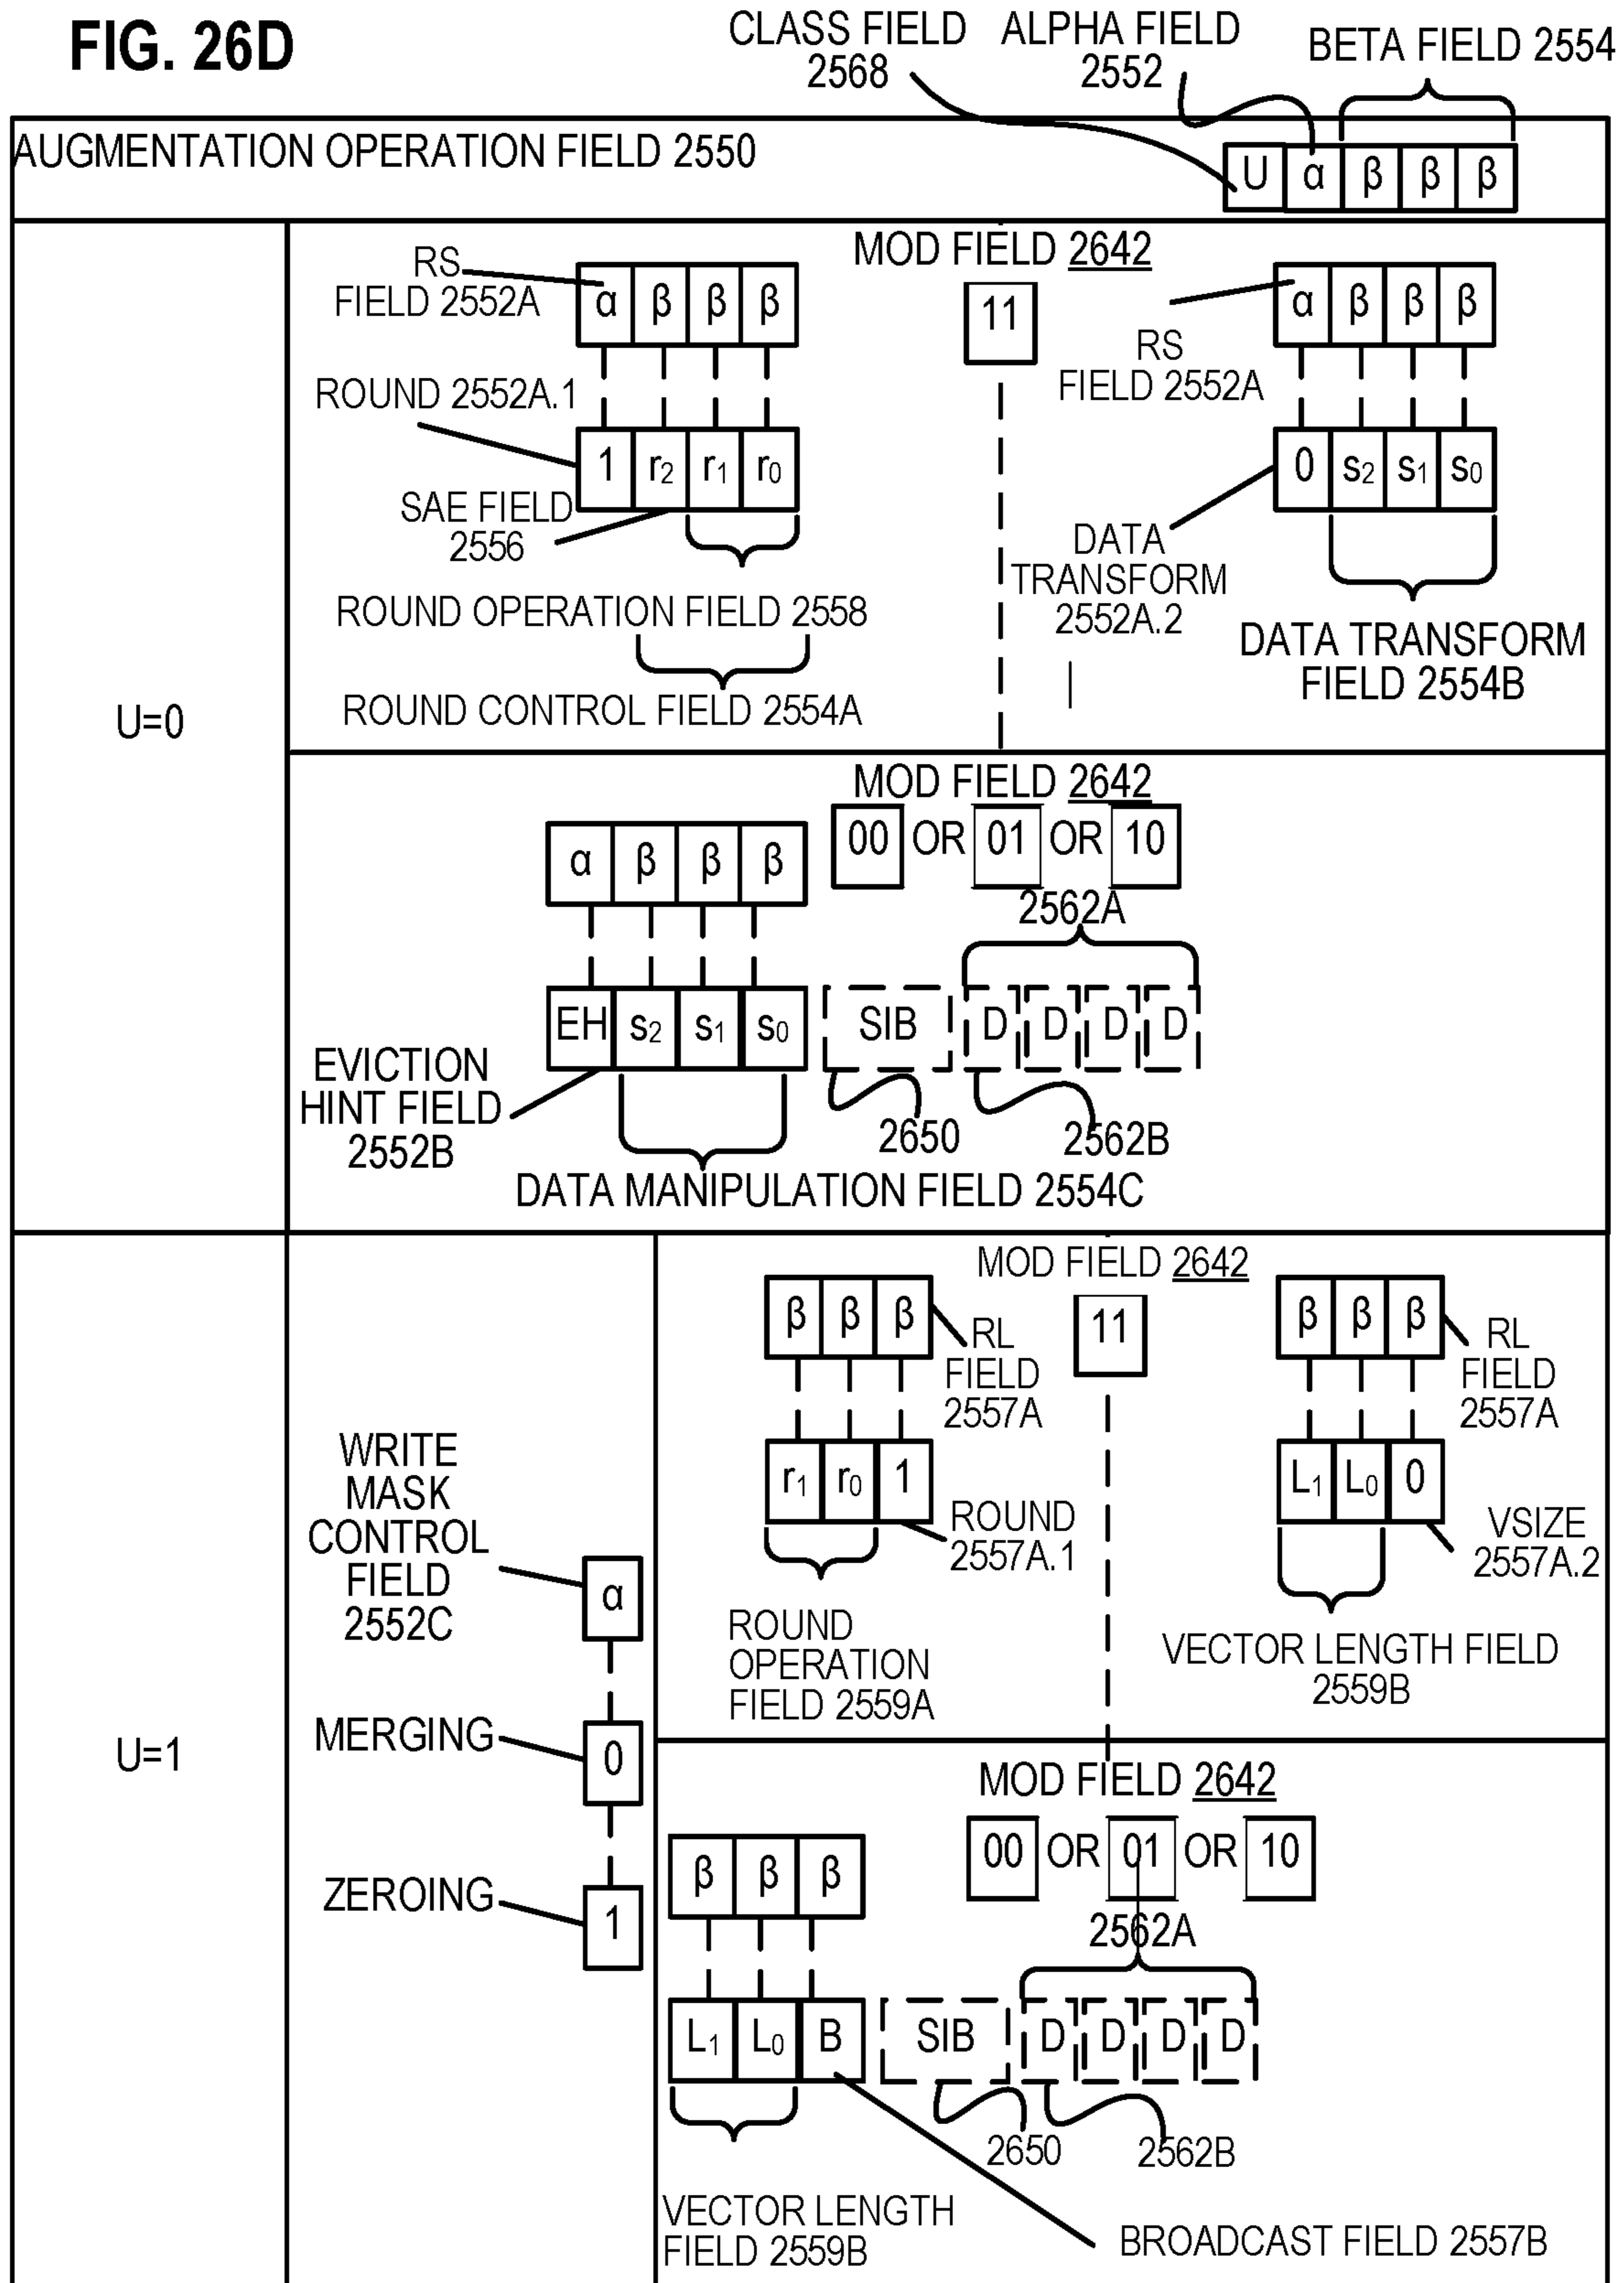 FIG. 26D
CLASS FIELD
2568
ALPHA FIELD
2552
BETA FIELD 2554
AUGMENTATION OPERATION FIELD 2550
U α β β β
U=0
MOD FIELD 2642
11
RS
FIELD 2552A
α β β β
ROUND 2552A.1
1 r2 r1 r0
SAE FIELD
2556
ROUND OPERATION FIELD 2558
ROUND CONTROL FIELD 2554A
α β β β
RS
FIELD 2552A
0 s2 s1 s0
DATA
TRANSFORM
2552A.2
DATA TRANSFORM
FIELD 2554B
MOD FIELD 2642
00 OR 01 OR 10
α β β β
2562A
EH s2 s1 s0 SIB D D D D
EVICTION
HINT FIELD
2552B
2650
2562B
DATA MANIPULATION FIELD 2554C
U=1
WRITE
MASK
CONTROL
FIELD
2552C
α
MERGING
0
ZEROING
1
MOD FIELD 2642
11
β β β
RL
FIELD
2557A
r1 r0 1
ROUND
2557A.1
ROUND
OPERATION
FIELD 2559A
β β β
RL
FIELD
2557A
L1 L0 0
VSIZE
2557A.2
VECTOR LENGTH FIELD
2559B
MOD FIELD 2642
00 OR 01 OR 10
β β β
2562A
L1 L0 B SIB D D D D
2650
2562B
VECTOR LENGTH
FIELD 2559B
BROADCAST FIELD 2557B